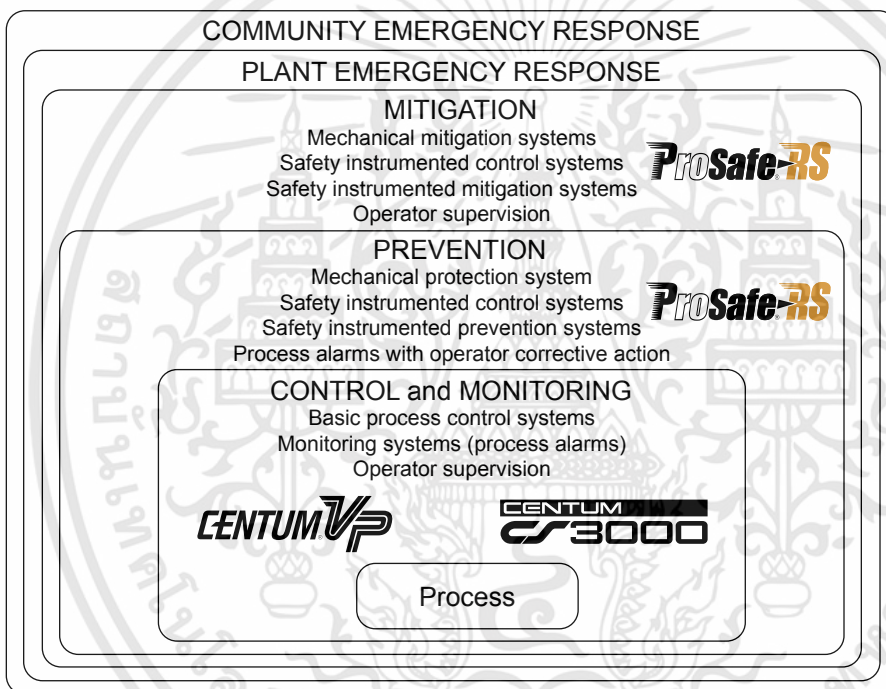 COMMUNITY EMERGENCY RESPONSE
PLANT EMERGENCY RESPONSE
MITIGATION
Mechanical mitigation systems
Safety instrumented control systems
Safety instrumented mitigation systems
Operator supervision
ProSafe-RS
PREVENTION
Mechanical protection system
Safety instrumented control systems
Safety instrumented prevention systems
Process alarms with operator corrective action
ProSafe-RS
CONTROL and MONITORING
Basic process control systems
Monitoring systems (process alarms)
Operator supervision
CENTUM VP
CENTUM
CS 3000
Process